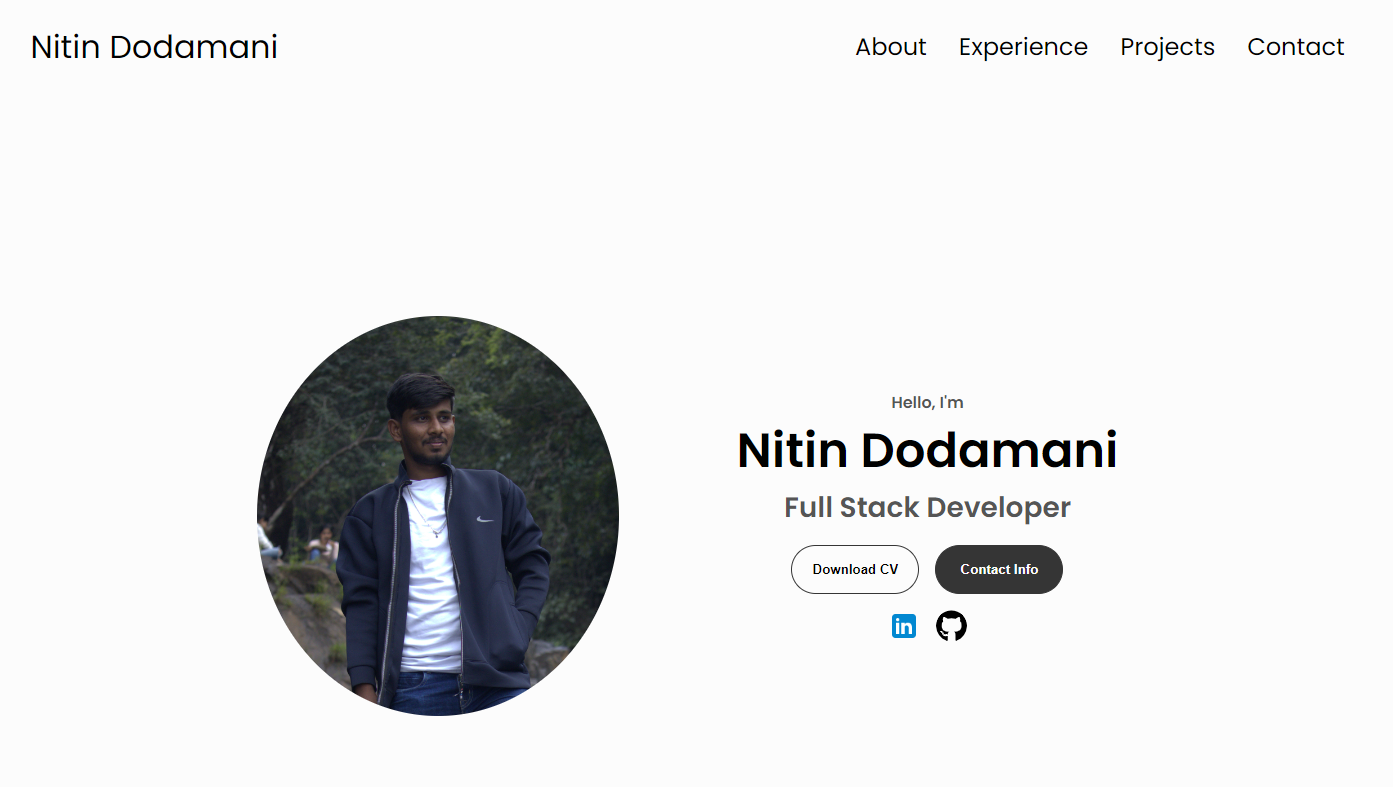 Nitin Dodamani
About Experience Projects Contact
Hello, I'm
Nitin Dodamani
Full Stack Developer
Download CV Contact Info
in